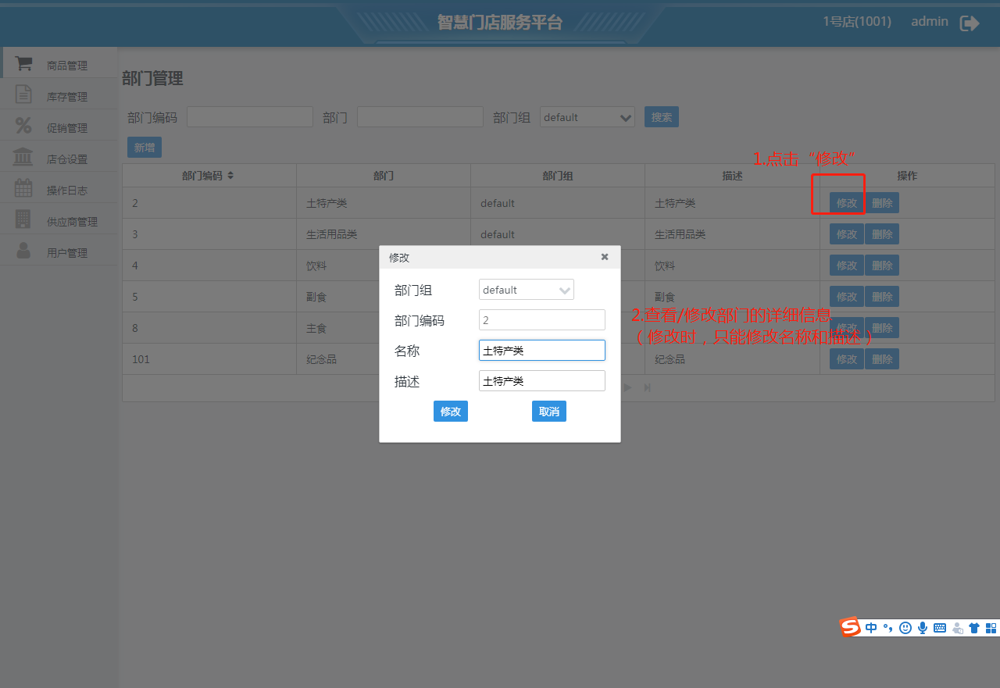 智慧门店服务平台
1号店(1001) admin
商品管理
库存管理
促销管理
店仓设置
操作日志
供应商管理
用户管理
部门管理
部门编码 部门 部门组 default 搜索
新增
1.点击“修改”
部门编码 部门 部门组 描述 操作
2 土特产类 default 土特产类 修改 删除
3 生活用品类 default 生活用品类 修改 删除
4 饮料 饮料 修改 删除
5 副食 副食 修改 删除
8 主食 修改 删除
101 纪念品 纪念品 修改 删除
修改
部门组 default
部门编码 2
名称 土特产类
描述 土特产类
修改 取消
2.查看/修改部门的详细信息
（修改时，只能修改名称和描述）
S 中